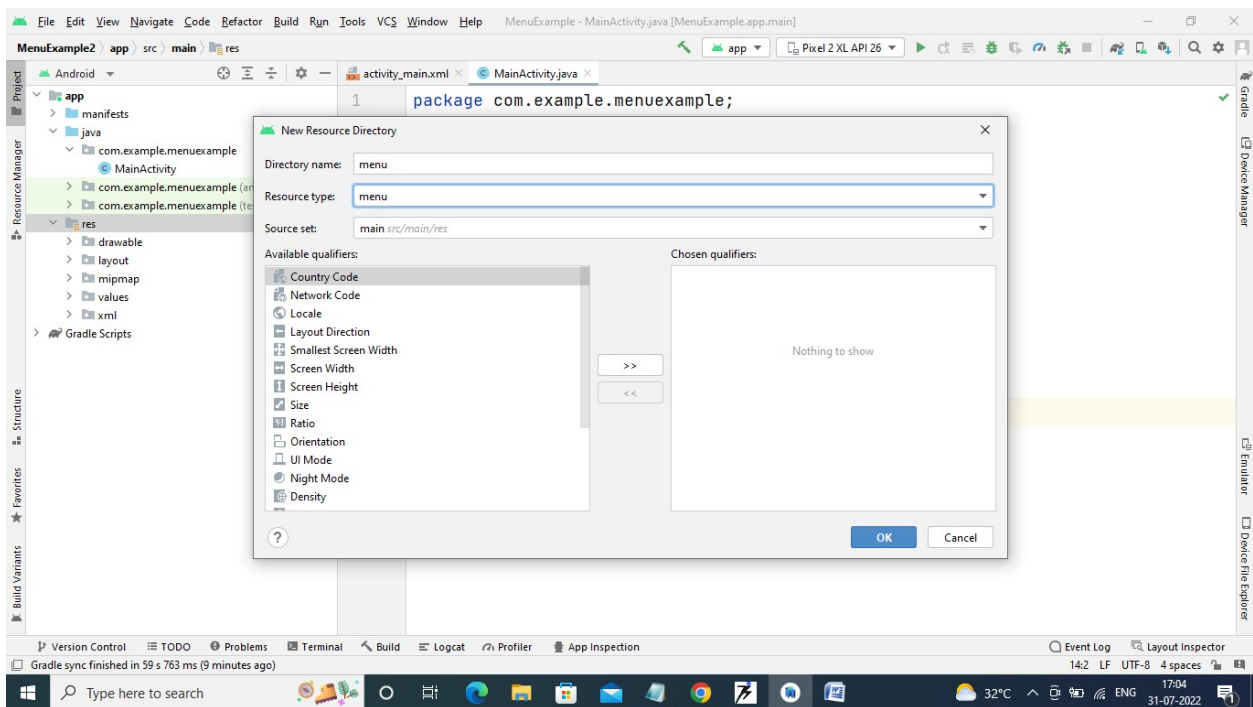 File Edit View Navigate Code Refactor Build Run Tools VCS Window Help MenuExample - MainActivity.java [MenuExample.app.main]
MenuExample2 app src main res
app
Pixel 2 XL API 26
Project
Android
activity_main.xml
MainActivity.java
Gradle
app
1 package com.example.menuexample;
manifests
java
com.example.menuexample
MainActivity
com.example.menuexample (an
com.example.menuexample (te
res
drawable
layout
mipmap
values
xml
Gradle Scripts
Resource Manager
Structure
Favorites
Build Variants
New Resource Directory
Directory name: menu
Resource type: menu
Source set: main src/main/res
Available qualifiers:
Chosen qualifiers:
Country Code
Network Code
Locale
Layout Direction
Smallest Screen Width
Screen Width
Screen Height
Size
Ratio
Orientation
UI Mode
Night Mode
Density
>>
<<
Nothing to show
?
OK
Cancel
Device Manager
Emulator
Device File Explorer
Version Control TODO Problems Terminal Build Logcat Profiler App Inspection Event Log Layout Inspector
Gradle sync finished in 59 s 763 ms (9 minutes ago) 14:2 LF UTF-8 4 spaces
Type here to search
32°C
ENG
17:04
31-07-2022